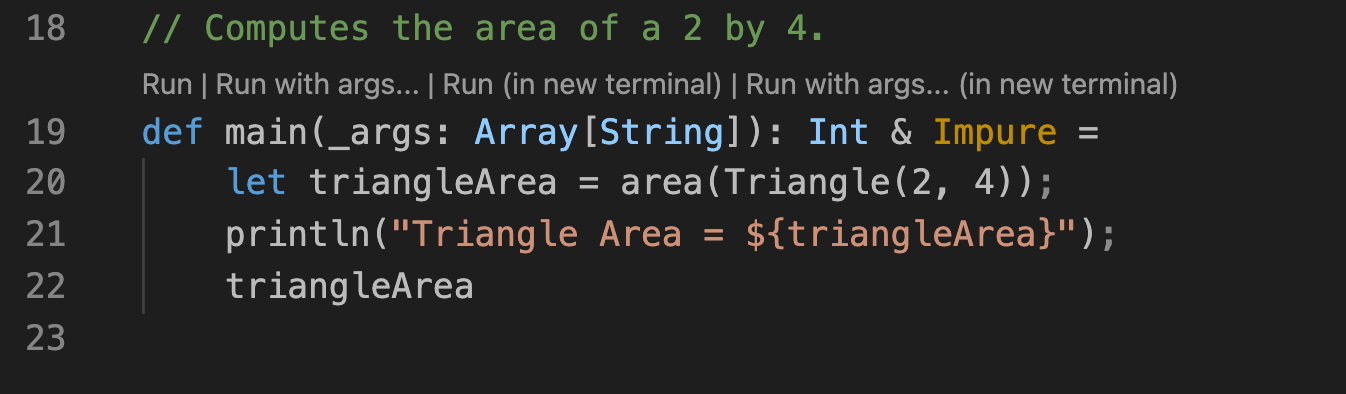 18 // Computes the area of a 2 by 4.
Run | Run with args... | Run (in new terminal) | Run with args... (in new terminal)
19 def main(_args: Array[String]): Int & Impure =
20 let triangleArea = area(Triangle(2, 4));
21 println("Triangle Area = ${triangleArea}");
22 triangleArea
23